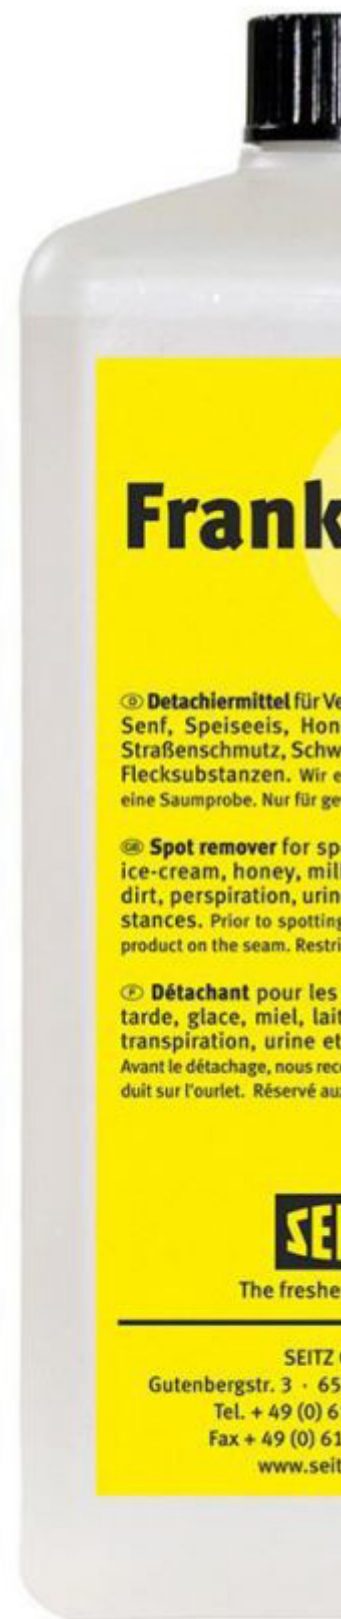 Frank
Ⓓ Detachiermittel für Ve
Senf, Speiseeis, Hon
Straßenschmutz, Schw
Flecksubstanzen. Wir e
eine Saumprobe. Nur für ge
GB Spot remover for sp
ice-cream, honey, mil
dirt, perspiration, urin
stances. Prior to spotting
product on the seam. Restri
Ⓕ Détachant pour les
tarde, glace, miel, lait
transpiration, urine et
Avant le détachage, nous rec
duit sur l'ourlet. Réservé au
SEI
The freshe
SEITZ
Gutenbergstr. 3 · 65
Tel. + 49 (0) 6
Fax + 49 (0) 61
www.seit